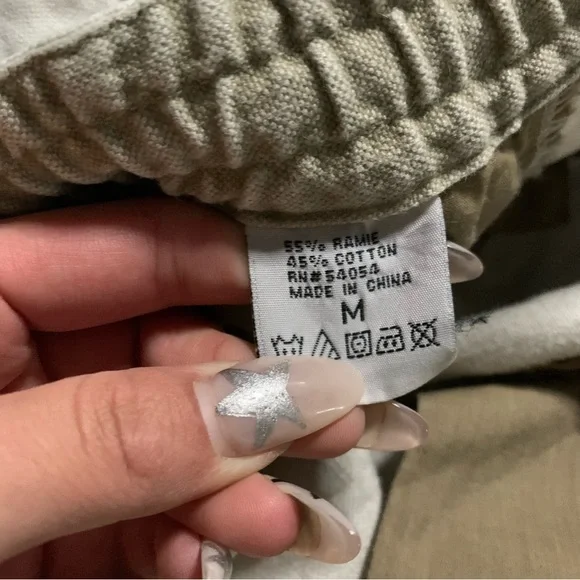 55% RAMIE
45% COTTON
RN#54054
MADE IN CHINA
M